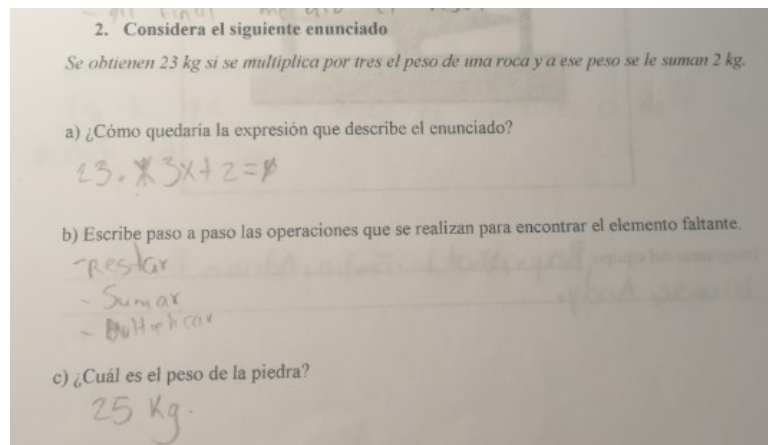 2. Considera el siguiente enunciado
Se obtienen 23 kg si se multiplica por tres el peso de una roca y a ese peso se le suman 2 kg.
a) ¿Cómo quedaría la expresión que describe el enunciado?
23. 3x+2=
b) Escribe paso a paso las operaciones que se realizan para encontrar el elemento faltante.
-Restar
- Sumar
- Multiplicar
c) ¿Cuál es el peso de la piedra?
25 Kg.